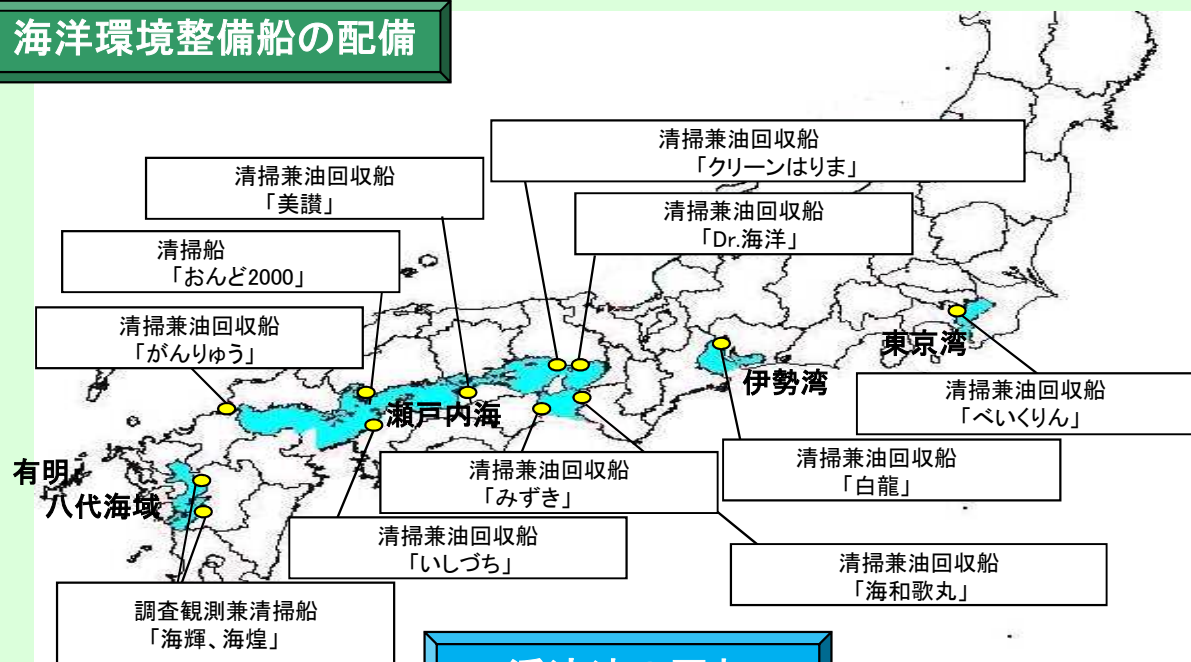 海洋環境整備船の配備
清掃兼油回収船
「クリーンはりま」
清掃兼油回収船
「美讃」
清掃兼油回収船
「Dr.海洋」
清掃船
「おんど2000」
清掃兼油回収船
「がんりゅう」
東京湾
伊勢湾
清掃兼油回収船
「べいくりん」
瀬戸内海
清掃兼油回収船
「白龍」
清掃兼油回収船
「みずき」
有明
八代海域
清掃兼油回収船
「いしづち」
清掃兼油回収船
「海和歌丸」
調査観測兼清掃船
「海輝、海煌」